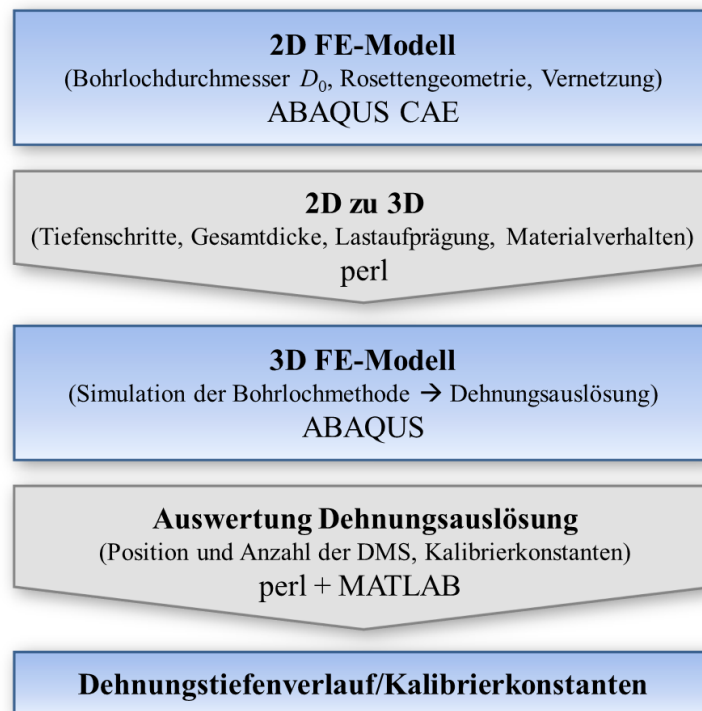 2D FE-Modell
(Bohrlochdurchmesser D₀, Rosettengeometrie, Vernetzung)
ABAQUS CAE
2D zu 3D
(Tiefenschritte, Gesamtdicke, Lastaufprägung, Materialverhalten)
perl
3D FE-Modell
(Simulation der Bohrlochmethode → Dehnungsauslösung)
ABAQUS
Auswertung Dehnungsauslösung
(Position und Anzahl der DMS, Kalibrierkonstanten)
perl + MATLAB
Dehnungstiefenverlauf/Kalibrierkonstanten